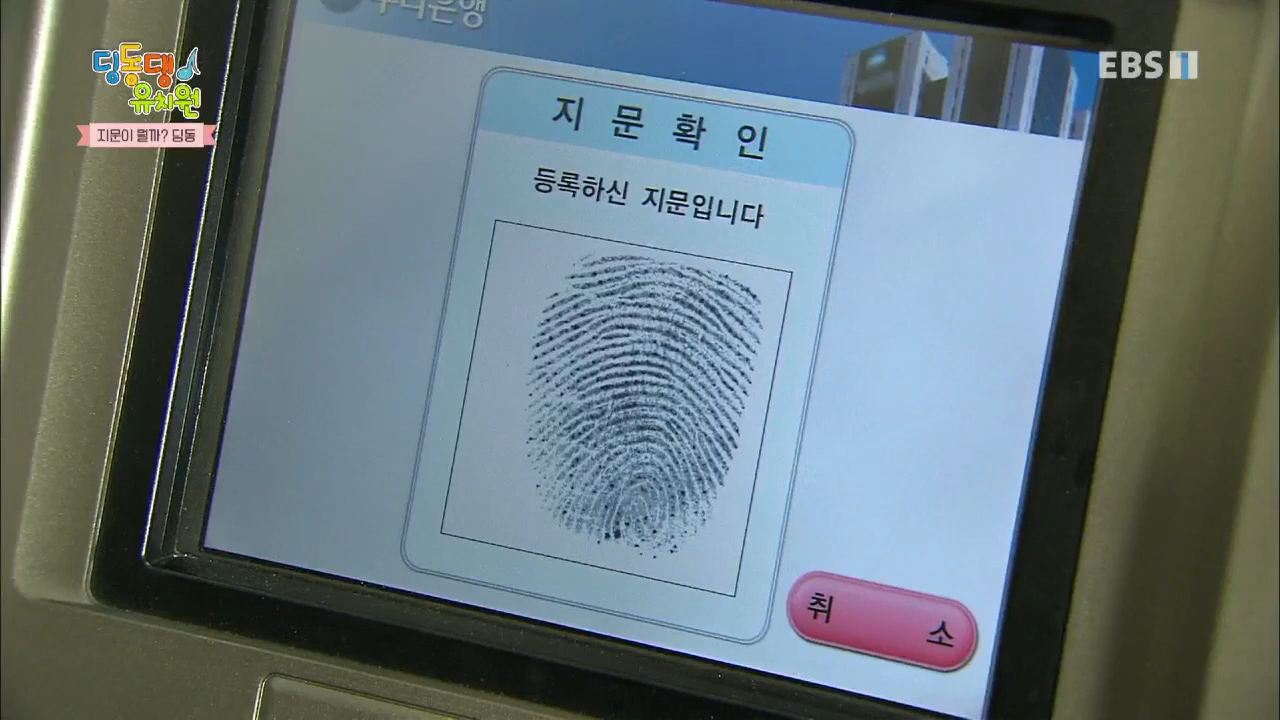 딩동댕
유치원
지문이 뭘까? 딩동
EBS 1
지문확인
등록하신 지문입니다
취소